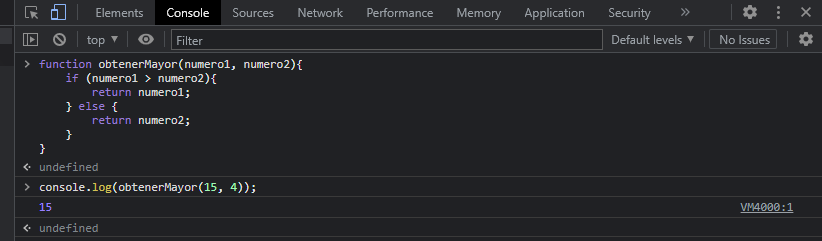 Elements Console Sources Network Performance Memory Application Security »
top ▼ Filter Default levels ▼ No Issues
> function obtenerMayor(numero1, numero2){
if (numero1 > numero2){
return numero1;
} else {
return numero2;
}
}
< undefined
> console.log(obtenerMayor(15, 4));
15 VM4000:1
< undefined